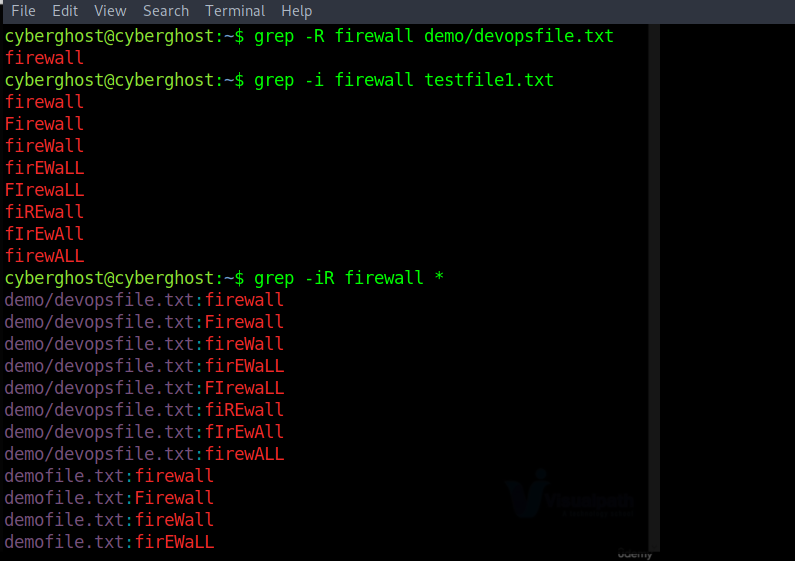 File Edit View Search Terminal Help
cyberghost@cyberghost:~$ grep -R firewall demo/devopsfile.txt
firewall
cyberghost@cyberghost:~$ grep -i firewall testfile1.txt
firewall
Firewall
fireWall
firEWaLL
FIrewaLL
fiREwall
fIrEwAll
firewALL
cyberghost@cyberghost:~$ grep -iR firewall *
demo/devopsfile.txt:firewall
demo/devopsfile.txt:Firewall
demo/devopsfile.txt:fireWall
demo/devopsfile.txt:firEWaLL
demo/devopsfile.txt:FIrewaLL
demo/devopsfile.txt:fiREwall
demo/devopsfile.txt:fIrEwAll
demo/devopsfile.txt:firewALL
demofile.txt:firewall
demofile.txt:Firewall
demofile.txt:fireWall
demofile.txt:firEWaLL
udemy